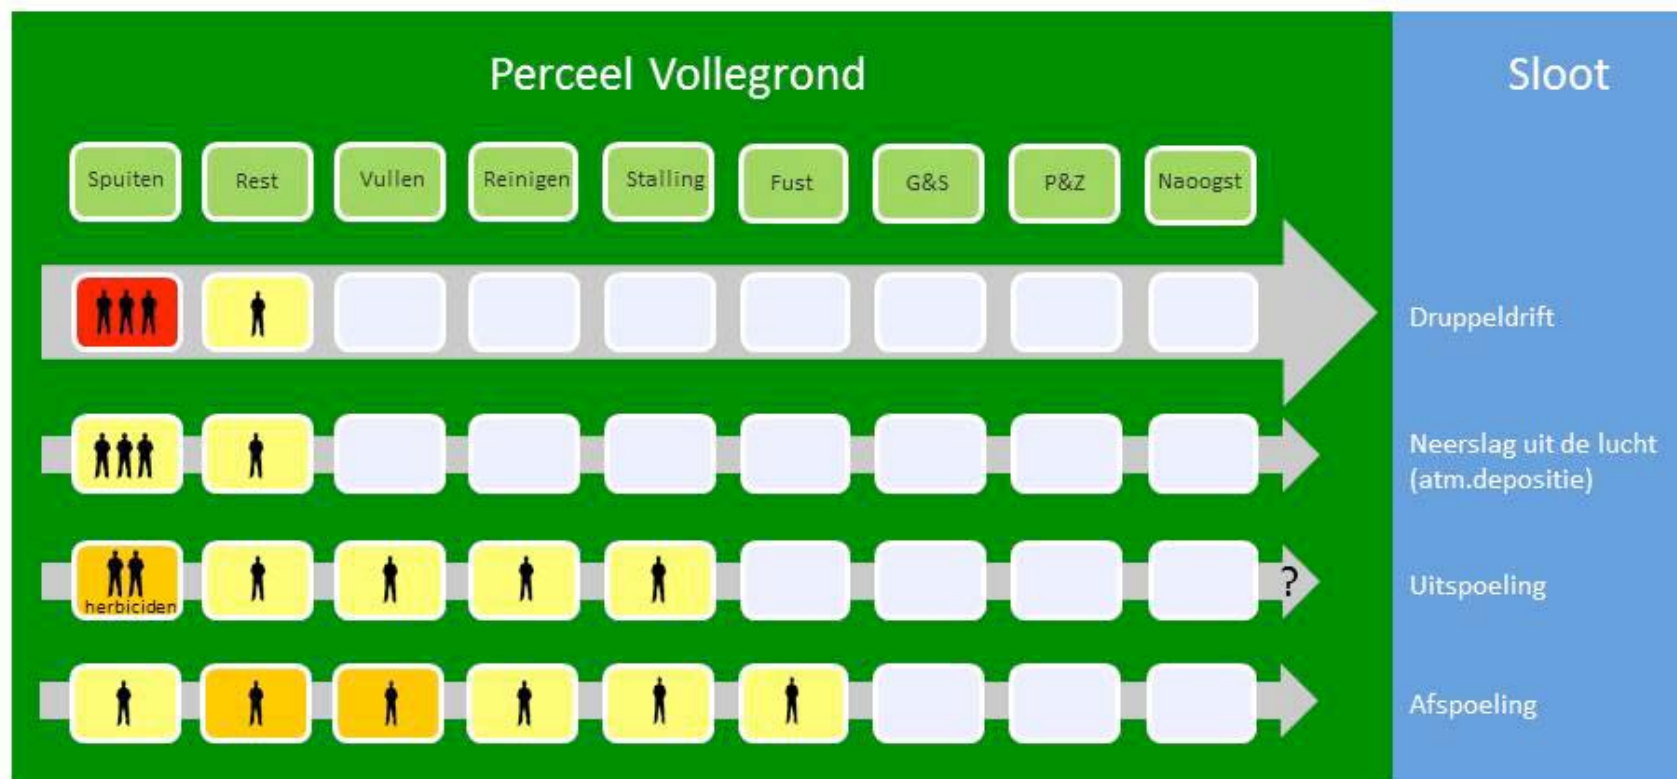 Perceel Vollegrond
Sloot
Spuiten
Rest
Vullen
Reinigen
Stalling
Fust
G&S
P&Z
Naoogst
Druppeldrift
Neerslag uit de lucht
(atm.depositie)
herbiciden
?
Uitspoeling
Afspoeling